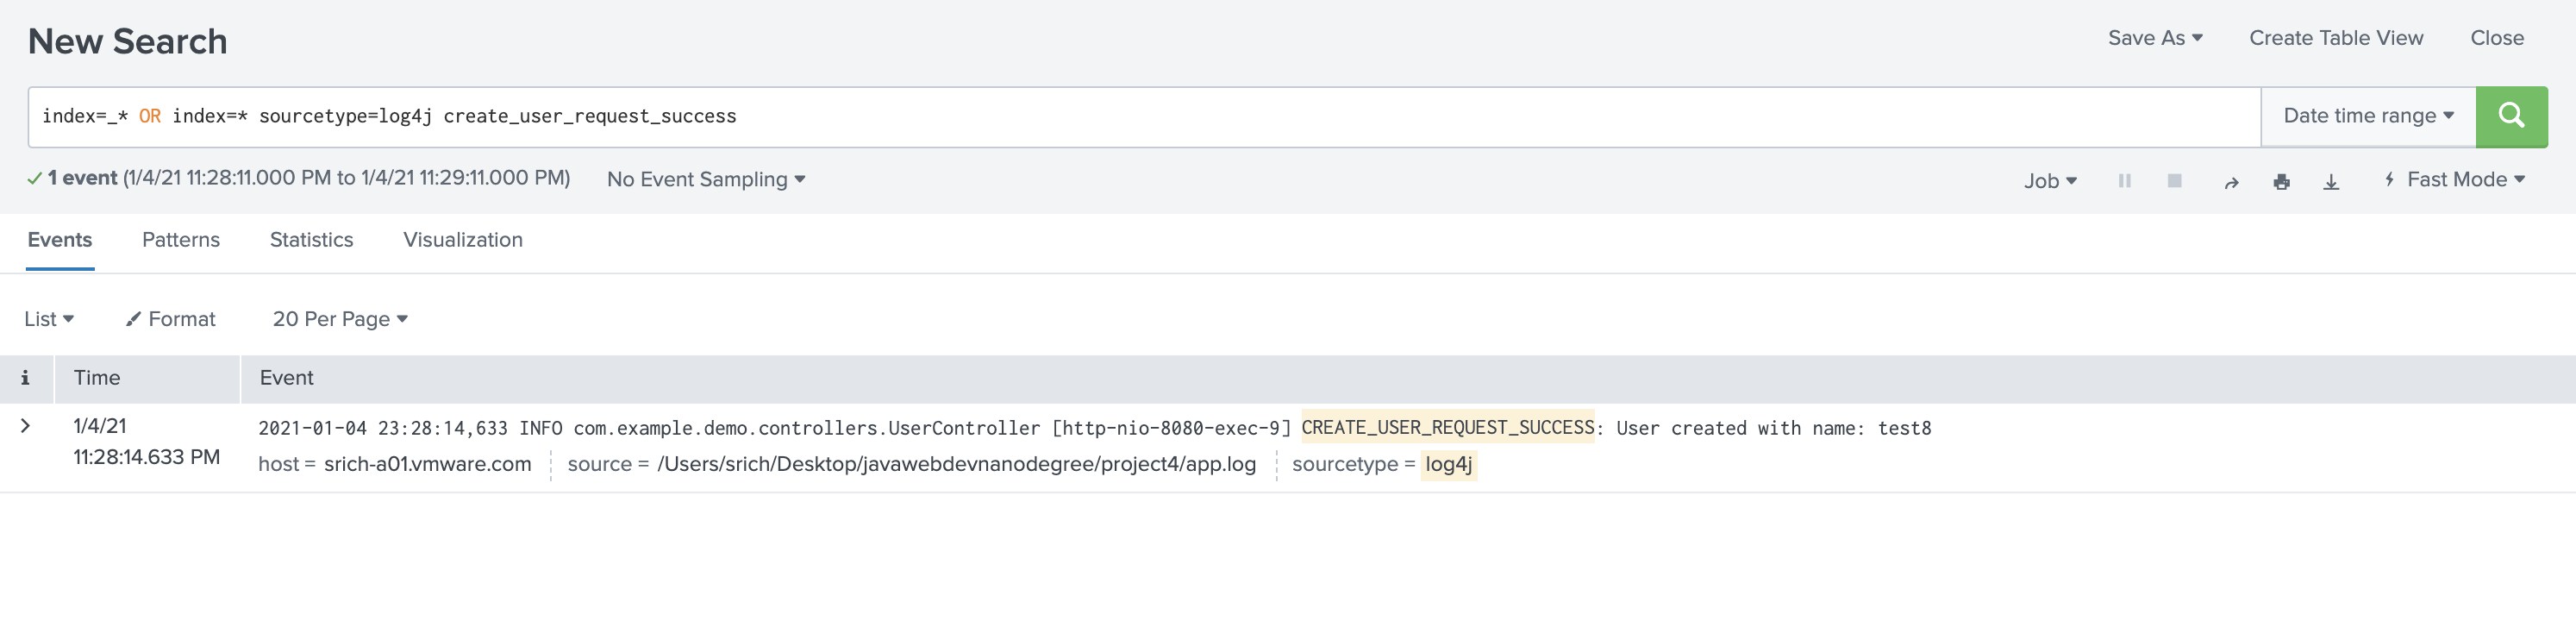 New Search
Save As Create Table View Close
index=_* OR index=* sourcetype=log4j create_user_request_success
Date time range
1 event (1/4/21 11:28:11.000 PM to 1/4/21 11:29:11.000 PM) No Event Sampling
Job Fast Mode
Events Patterns Statistics Visualization
List Format 20 Per Page
i Time Event
1/4/21
11:28:14.633 PM
2021-01-04 23:28:14,633 INFO com.example.demo.controllers.UserController [http-nio-8080-exec-9] CREATE_USER_REQUEST_SUCCESS: User created with name: test8
host = srich-a01.vmware.com source = /Users/srich/Desktop/javawebdevnanodegree/project4/app.log sourcetype = log4j